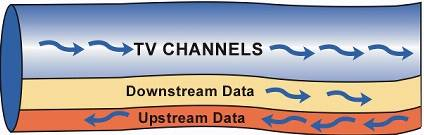 TV CHANNELS
Downstream Data
Upstream Data